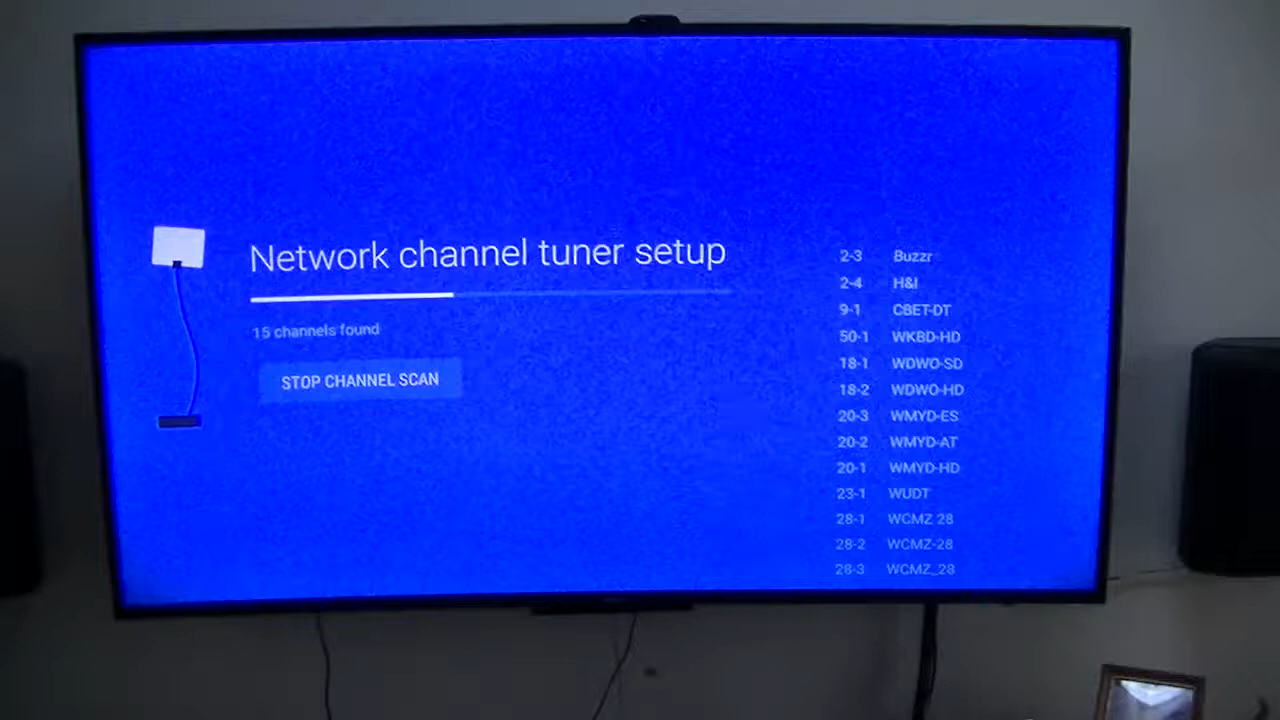 Network channel tuner setup
15 channels found
STOP CHANNEL SCAN
2-3 Buzzr
2-4 H&I
9-1 CBET-DT
50-1 WKBD-HD
18-1 WDWO-SD
18-2 WDWO-HD
20-3 WMYD-ES
20-2 WMYD-AT
20-1 WMYD-HD
23-1 WUDT
28-1 WCMZ 28
28-2 WCMZ-28
28-3 WCMZ_28